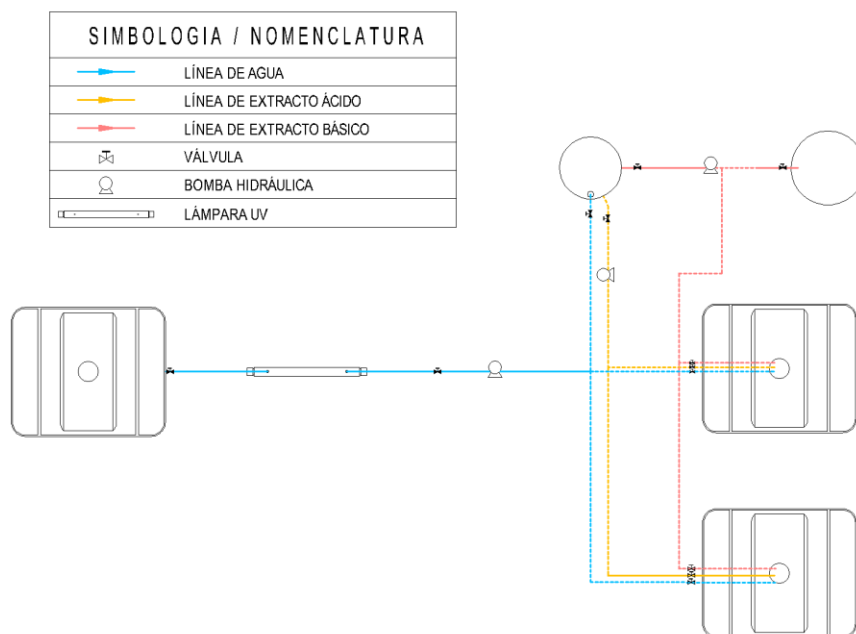 SIMBOLOGIA / NOMENCLATURA
LÍNEA DE AGUA
LÍNEA DE EXTRACTO ÁCIDO
LÍNEA DE EXTRACTO BÁSICO
VÁLVULA
BOMBA HIDRÁULICA
LÁMPARA UV